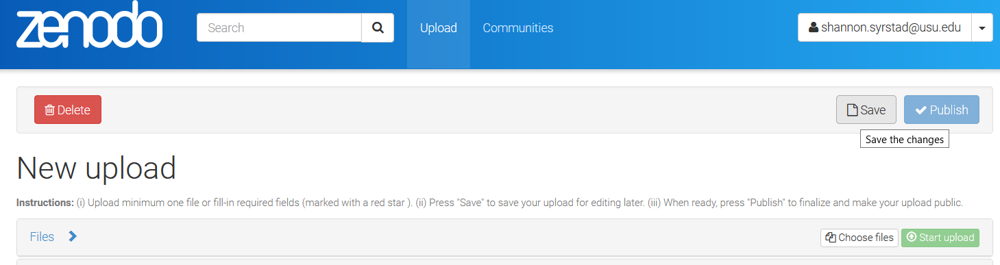 zenodo
Search
Upload
Communities
shannon.syrstad@usu.edu
Delete
Save
Publish
Save the changes
New upload
Instructions: (i) Upload minimum one file or fill-in required fields (marked with a red star ). (ii) Press "Save" to save your upload for editing later. (iii) When ready, press "Publish" to finalize and make your upload public.
Files
Choose files
Start upload